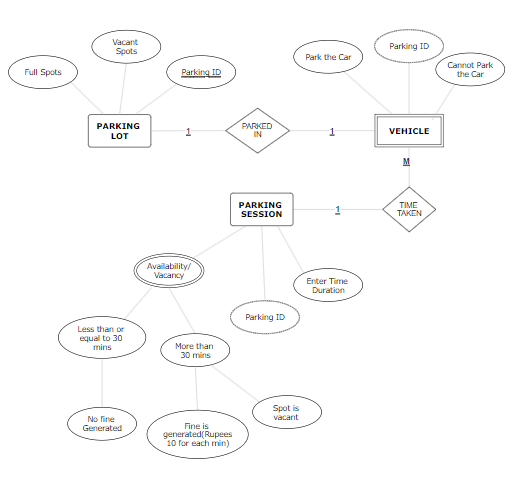 Vacant
Spots
Full Spots
Parking ID
Park the Car
Parking ID
Cannot Park
the Car
PARKING
LOT
1
PARKED
IN
1
VEHICLE
M
PARKING
SESSION
1
TIME
TAKEN
Availability/
Vacancy
Enter Time
Duration
Parking ID
Less than or
equal to 30
mins
More than
30 mins
No fine
Generated
Fine is
generated(Rupees
10 for each min)
Spot is
vacant